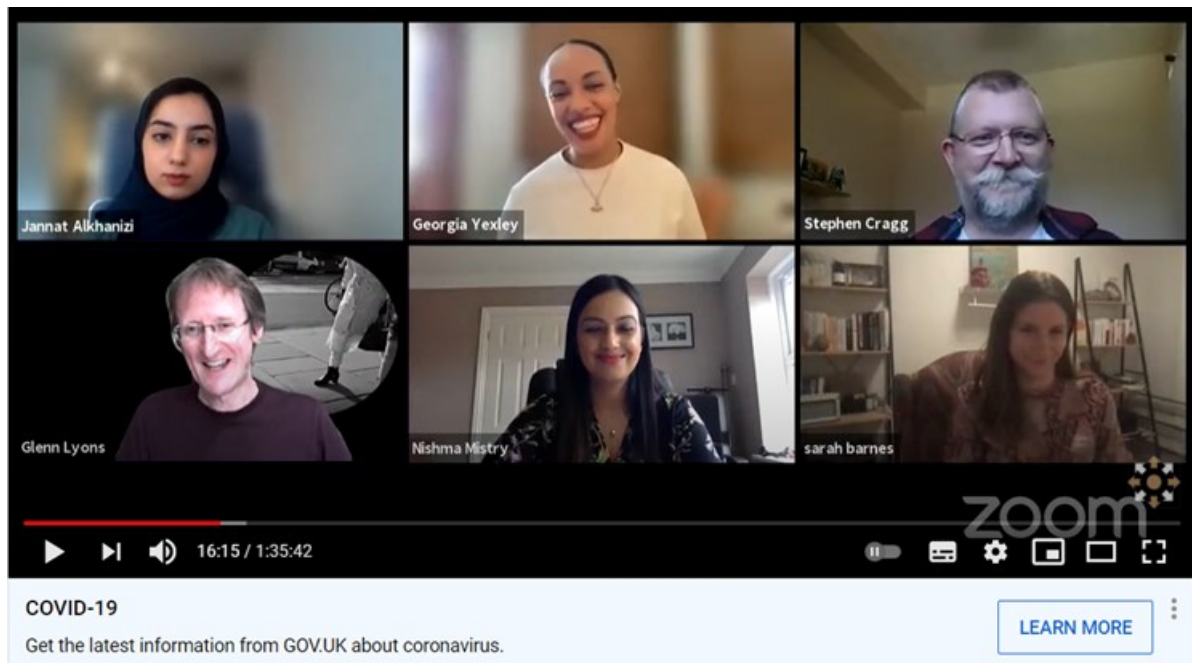 Jannat Alkhanizi
Georgia Yexley
Stephen Cragg
Glenn Lyons
Nishma Mistry
sarah barnes
zoom
16:15 / 1:35:42
COVID-19
Get the latest information from GOV.UK about coronavirus.
LEARN MORE